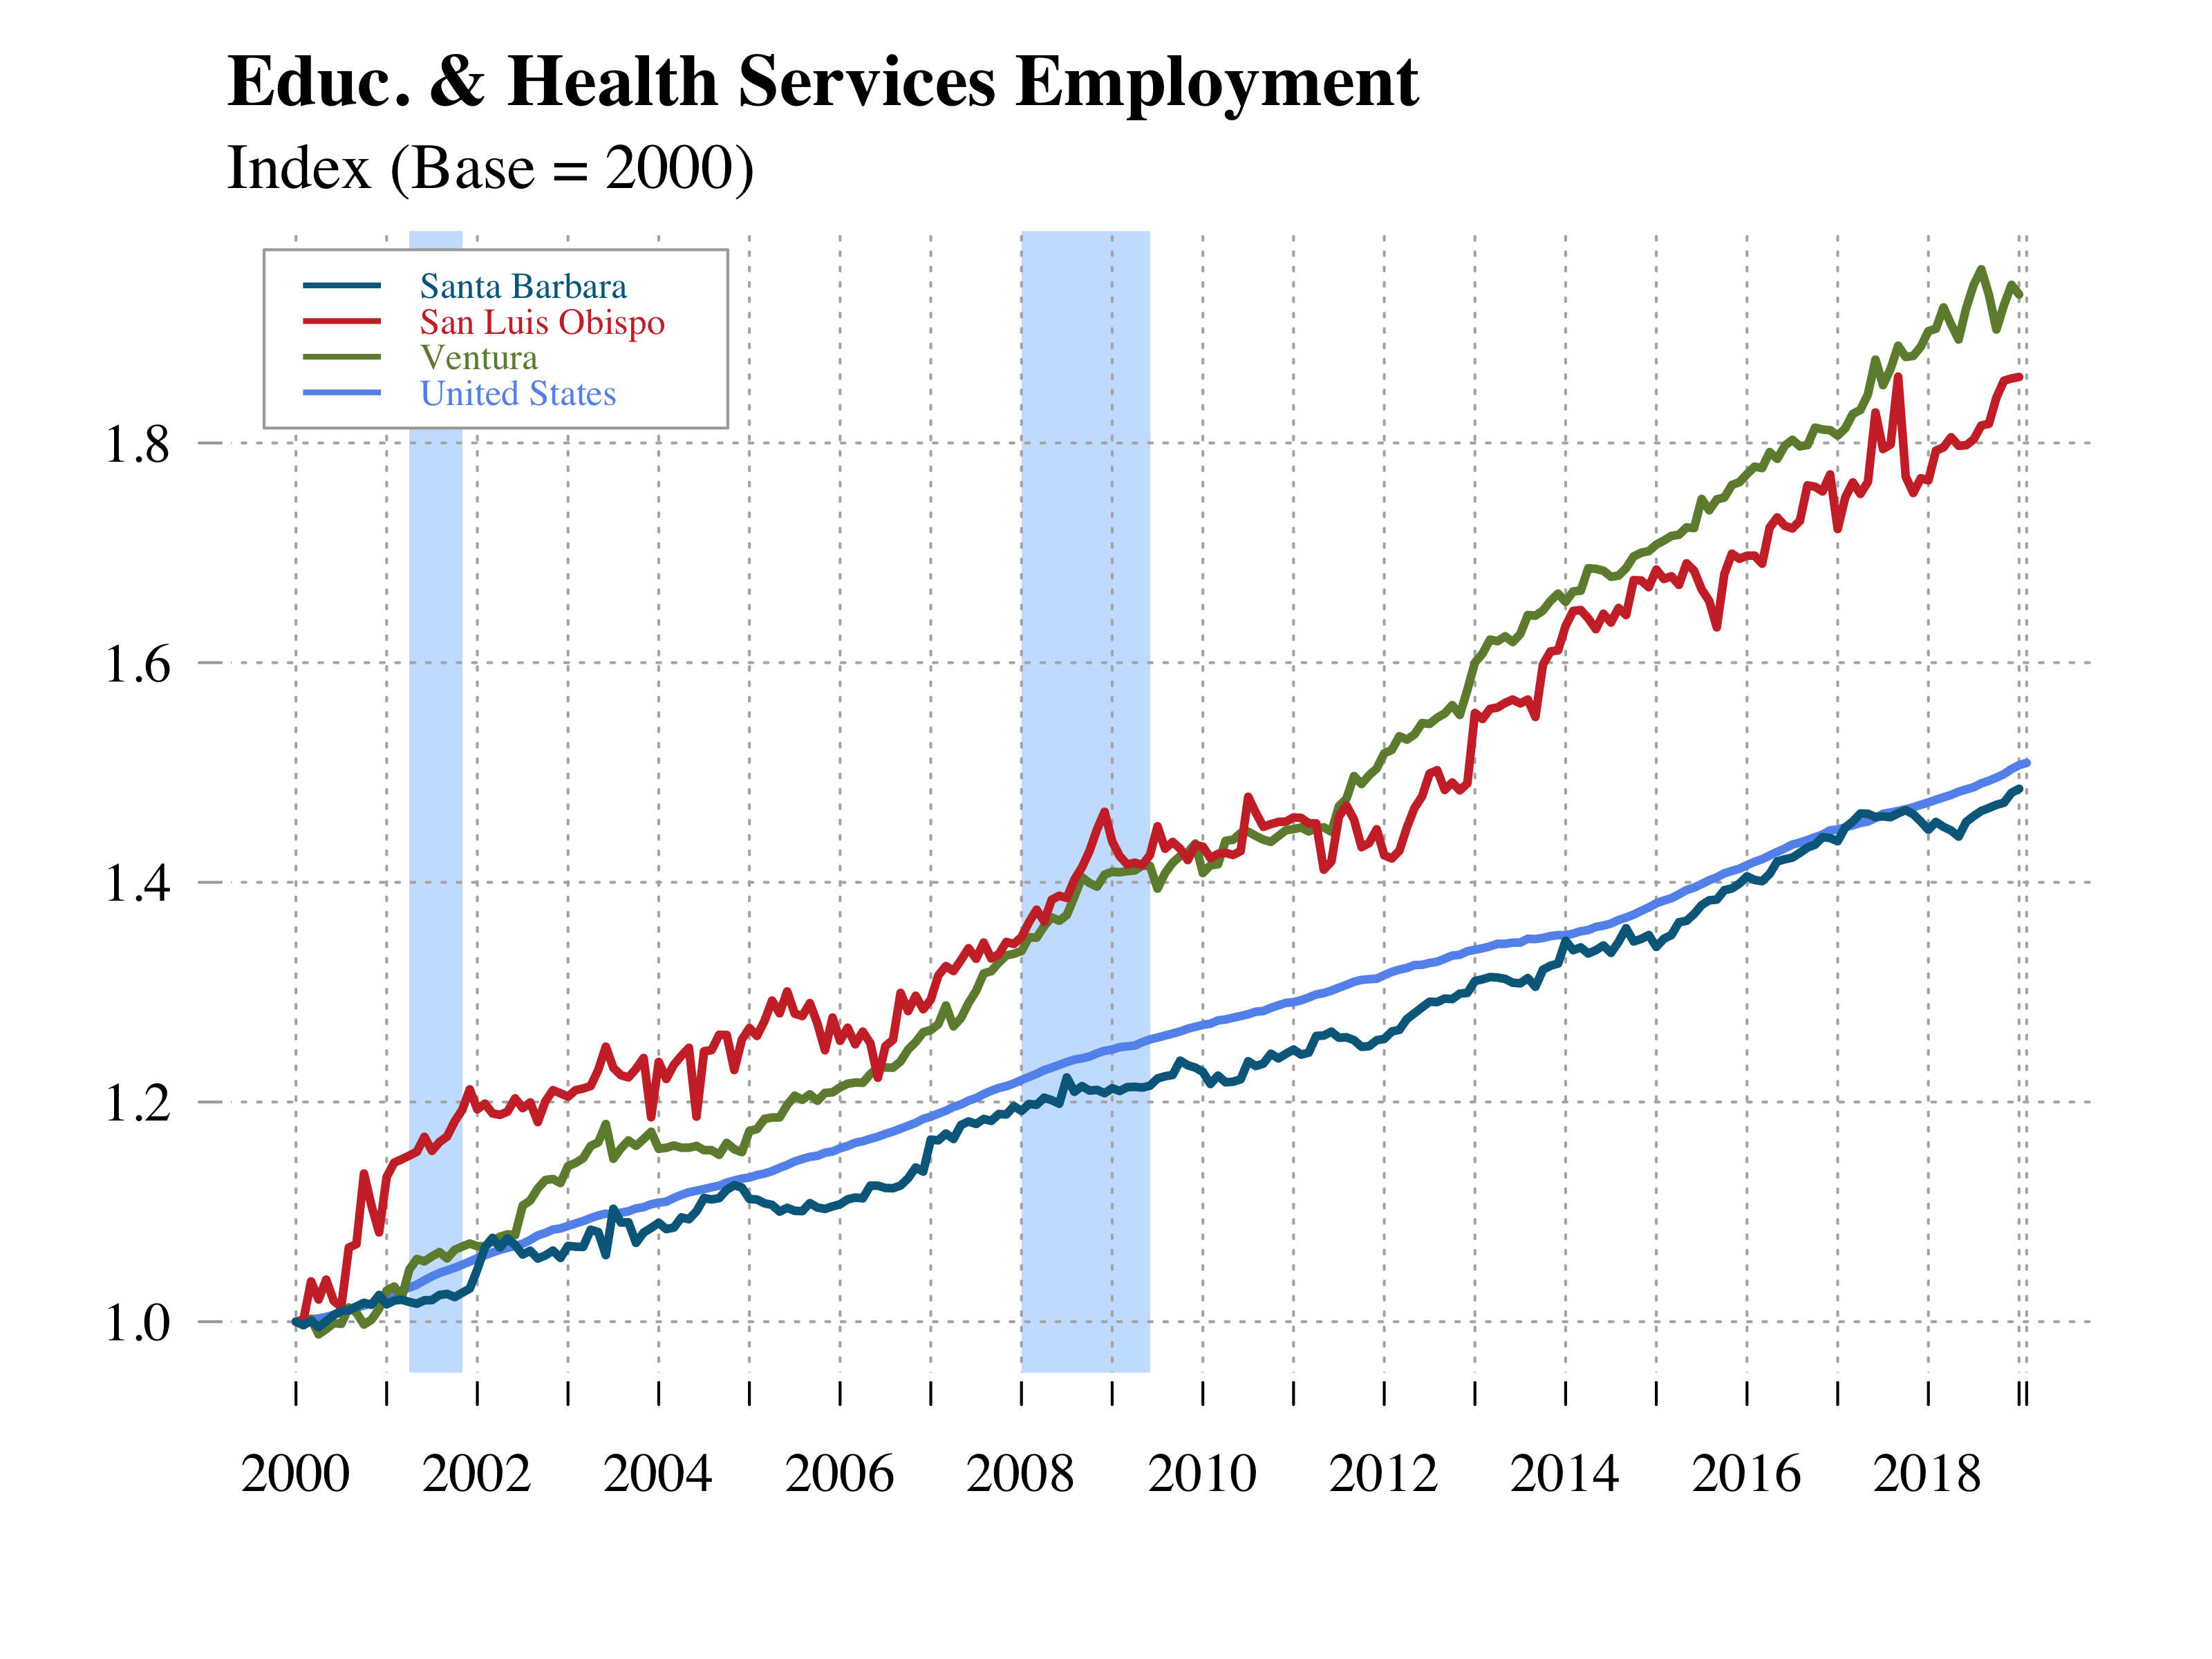 Educ. & Health Services Employment
Index (Base = 2000)
Santa Barbara
San Luis Obispo
Ventura
United States
1.8
1.6
1.4
1.2
1.0
2000 2002 2004 2006 2008 2010 2012 2014 2016 2018